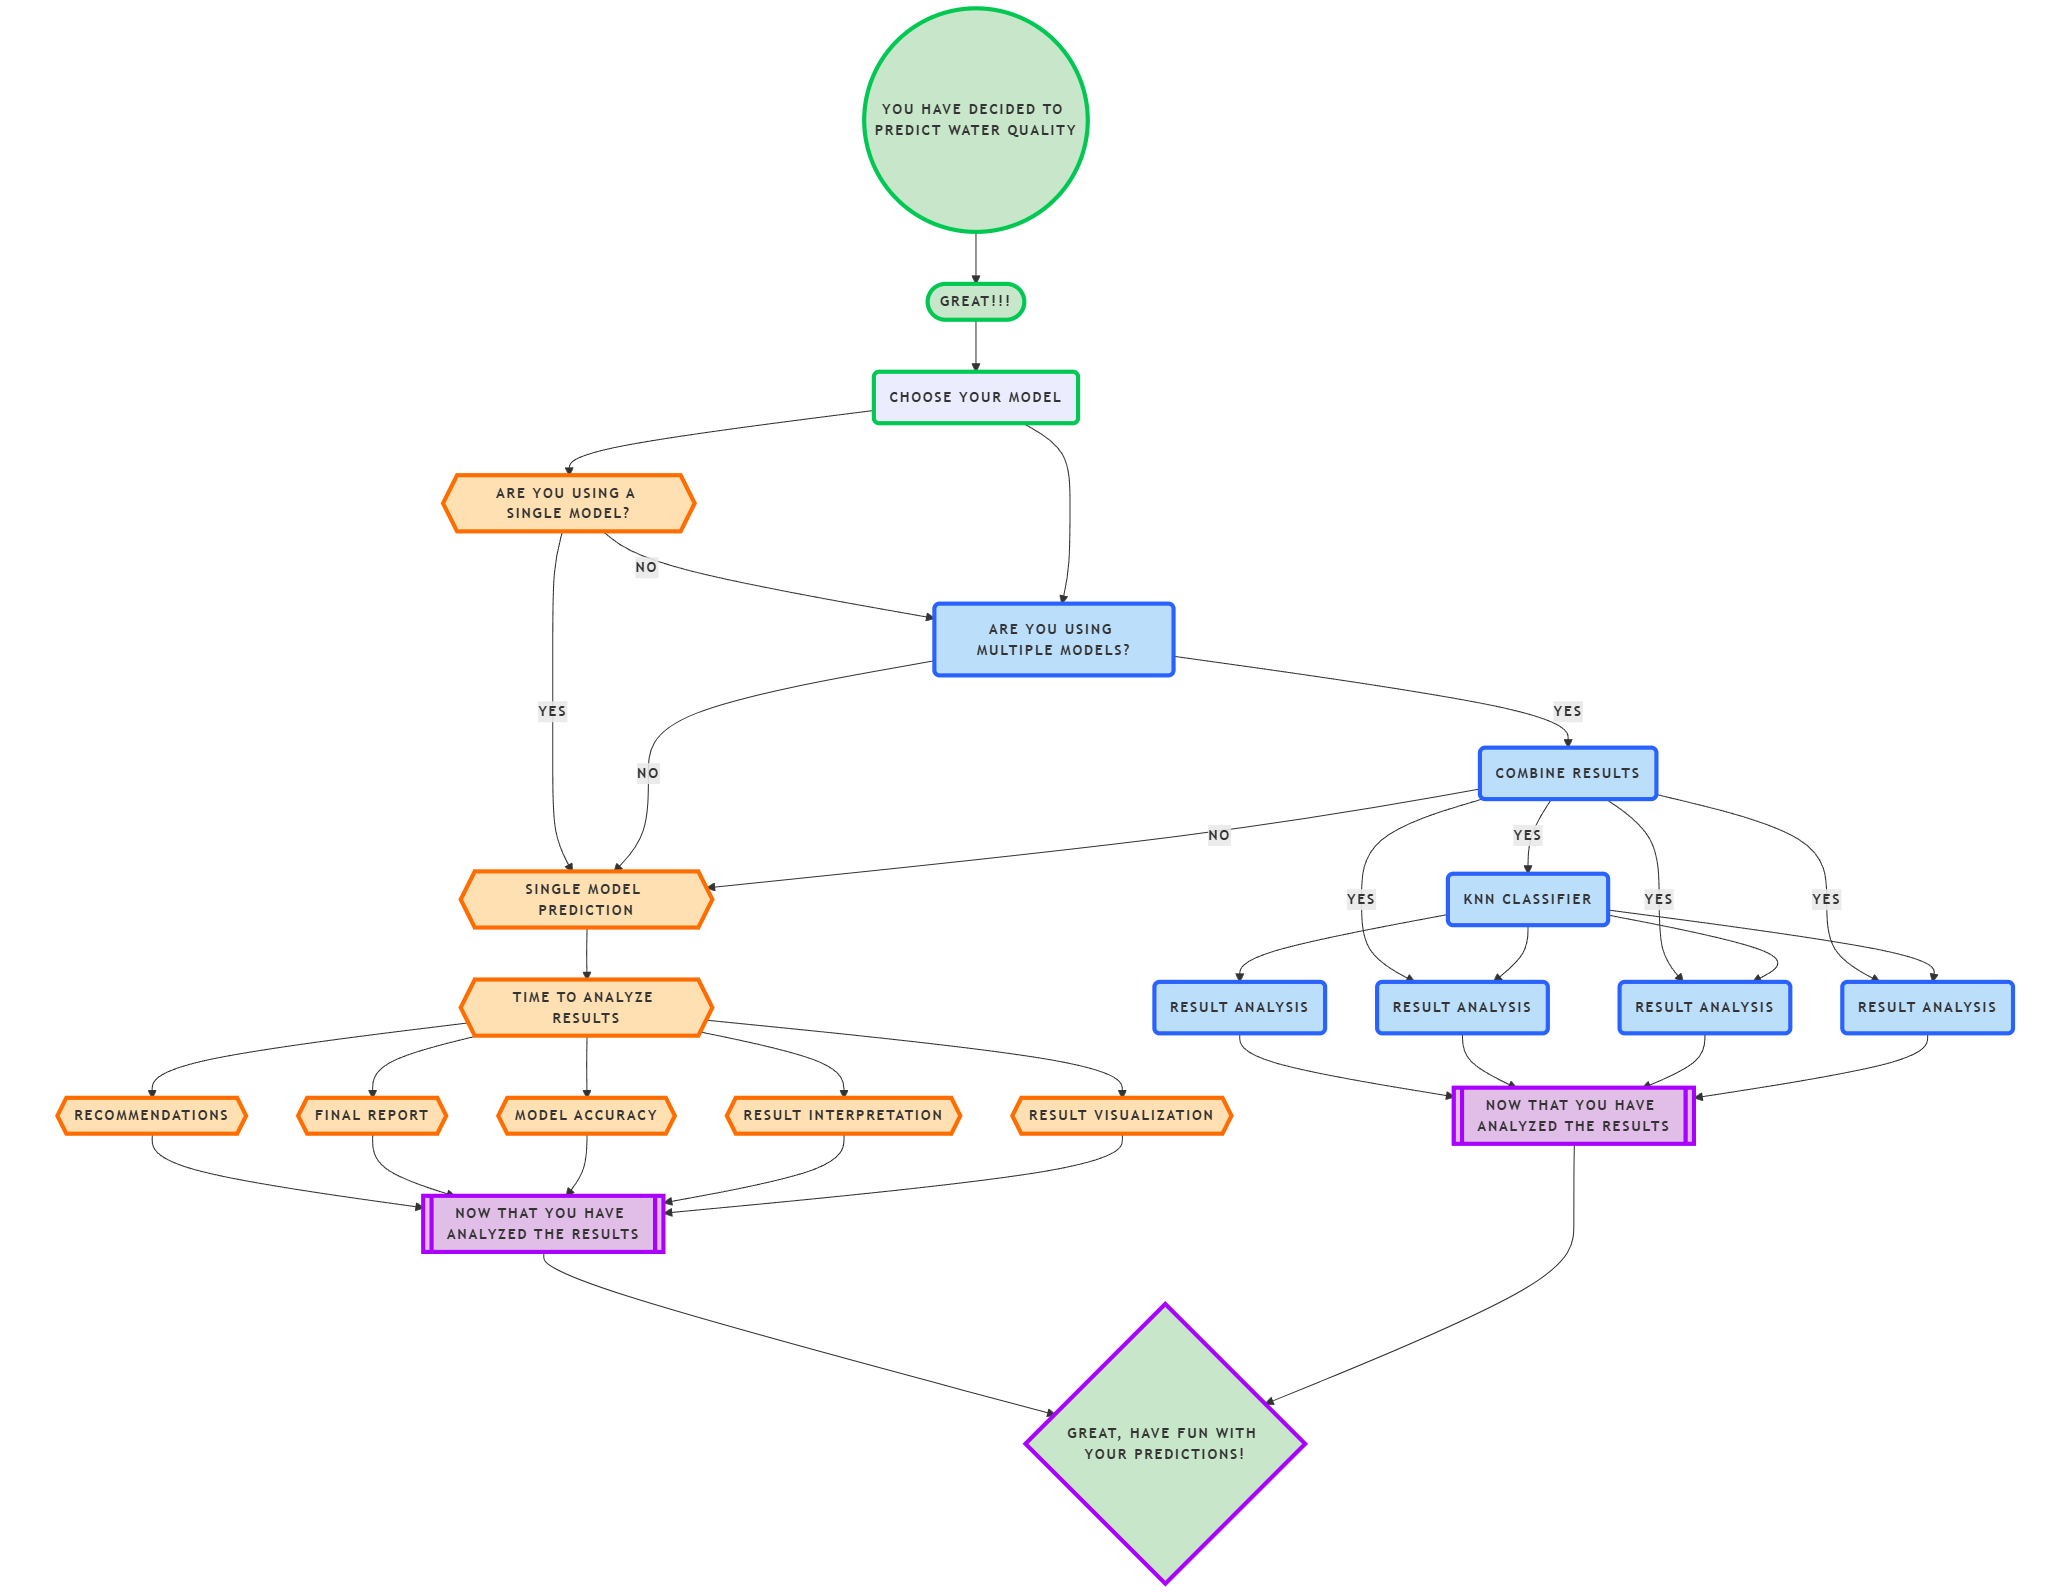 YOU HAVE DECIDED TO
PREDICT WATER QUALITY
GREAT!!!
CHOOSE YOUR MODEL
ARE YOU USING A
SINGLE MODEL?
NO
ARE YOU USING
MULTIPLE MODELS?
YES
YES
NO
COMBINE RESULTS
NO
YES
SINGLE MODEL
PREDICTION
YES
KNN CLASSIFIER
YES
YES
TIME TO ANALYZE
RESULTS
RESULT ANALYSIS
RESULT ANALYSIS
RESULT ANALYSIS
RESULT ANALYSIS
RECOMMENDATIONS
FINAL REPORT
MODEL ACCURACY
RESULT INTERPRETATION
RESULT VISUALIZATION
NOW THAT YOU HAVE
ANALYZED THE RESULTS
NOW THAT YOU HAVE
ANALYZED THE RESULTS
GREAT, HAVE FUN WITH
YOUR PREDICTIONS!